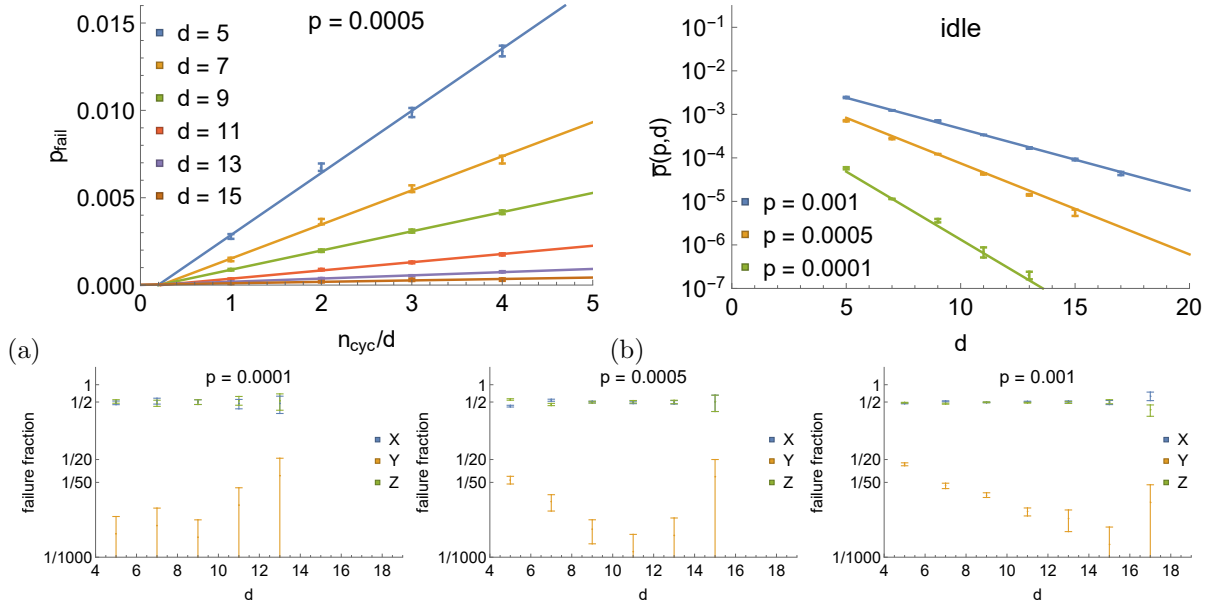 p = 0.0005
0.015
0.010
0.005
0.000
p_fail
d = 5
d = 7
d = 9
d = 11
d = 13
d = 15
0 1 2 3 4 5
n_cyc/d
(a)
idle
10^-1
10^-2
10^-3
10^-4
10^-5
10^-6
10^-7
p̅(p,d)
p = 0.001
p = 0.0005
p = 0.0001
0 5 10 15 20
d
(b)
p = 0.0001
1
1/2
1/20
1/50
1/1000
failure fraction
X
Y
Z
4 6 8 10 12 14 16 18
d
p = 0.0005
1
1/2
1/20
1/50
1/1000
failure fraction
X
Y
Z
4 6 8 10 12 14 16 18
d
p = 0.001
1
1/2
1/20
1/50
1/1000
failure fraction
X
Y
Z
4 6 8 10 12 14 16 18
d